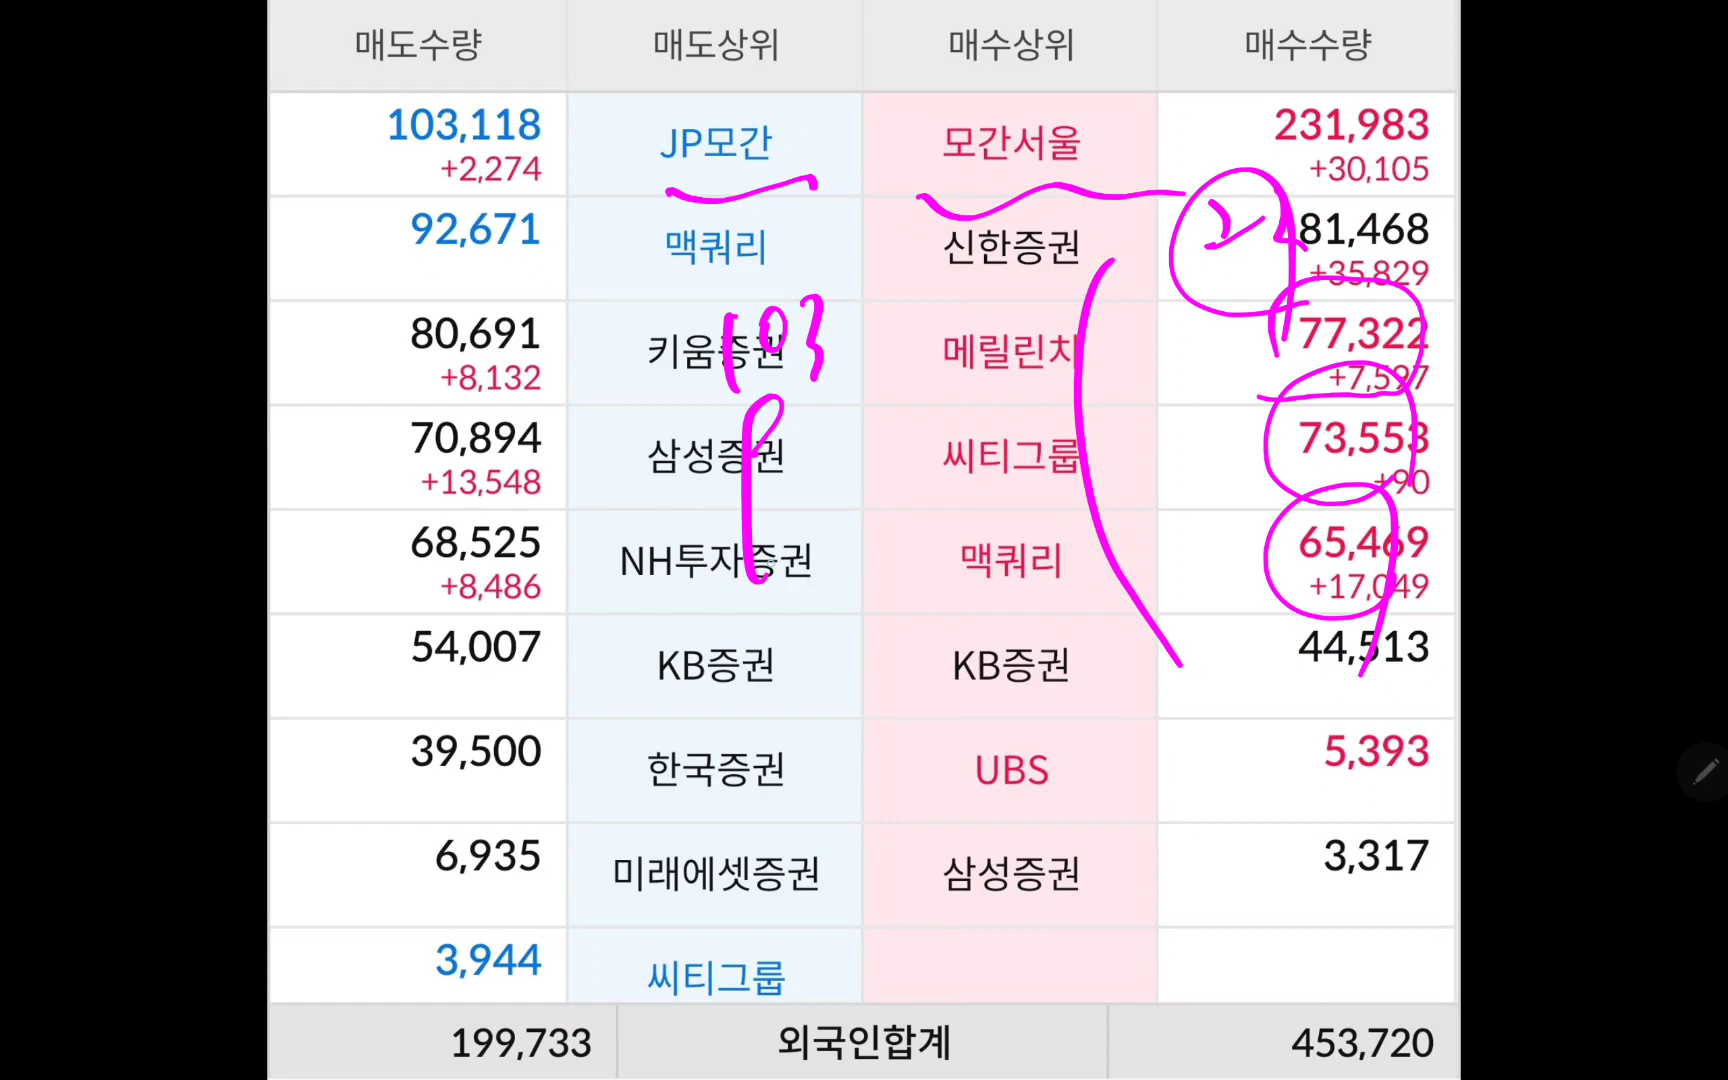 매도수량 매도상위 매수상위 매수수량
103,118 JP모간 모간서울 231,983
+2,274 +30,105
92,671 맥쿼리 신한증권 81,468
+35,829
80,691 키움증권 메릴린치 77,322
+8,132 +7,597
70,894 삼성증권 씨티그룹 73,553
+13,548 +90
68,525 NH투자증권 맥쿼리 65,469
+8,486 +17,049
54,007 KB증권 KB증권 44,513
39,500 한국증권 UBS 5,393
6,935 미래에셋증권 삼성증권 3,317
3,944 씨티그룹
199,733 외국인합계 453,720